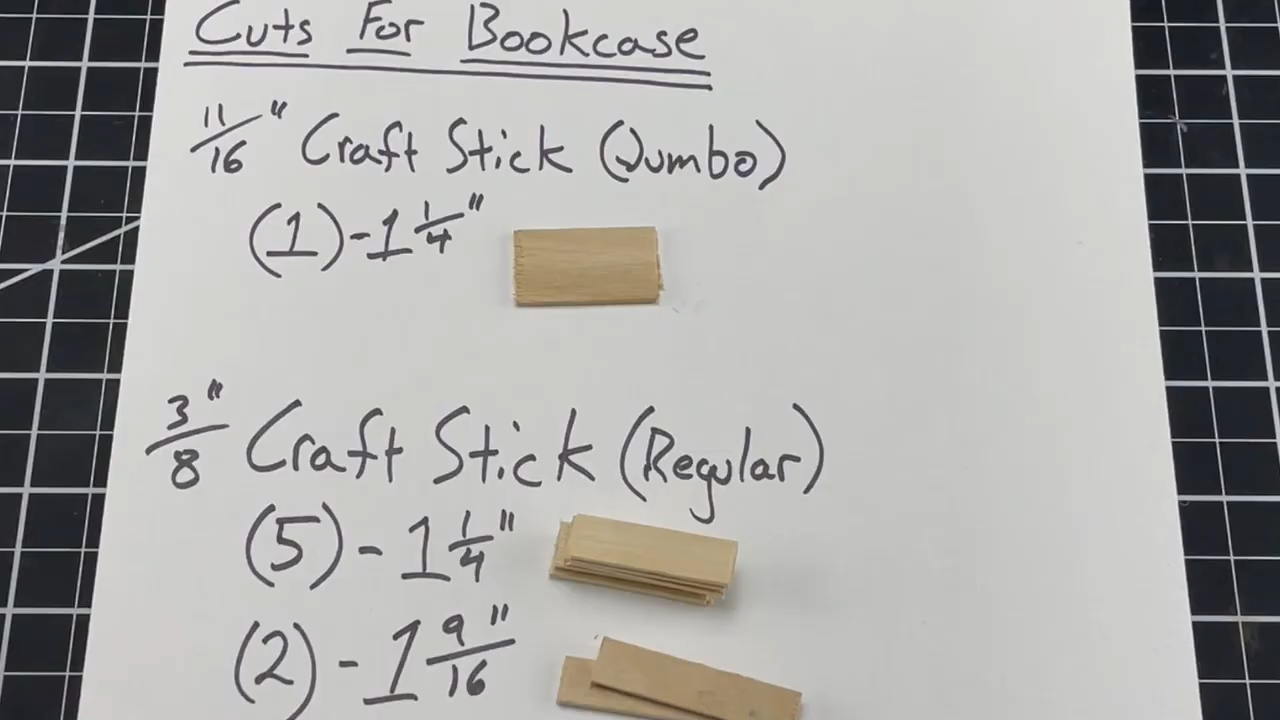 Cuts For Bookcase
11/16" Craft Stick (Jumbo)
(1) - 1 1/4"
3/8" Craft Stick (Regular)
(5) - 1 1/4"
(2) - 1 9/16"